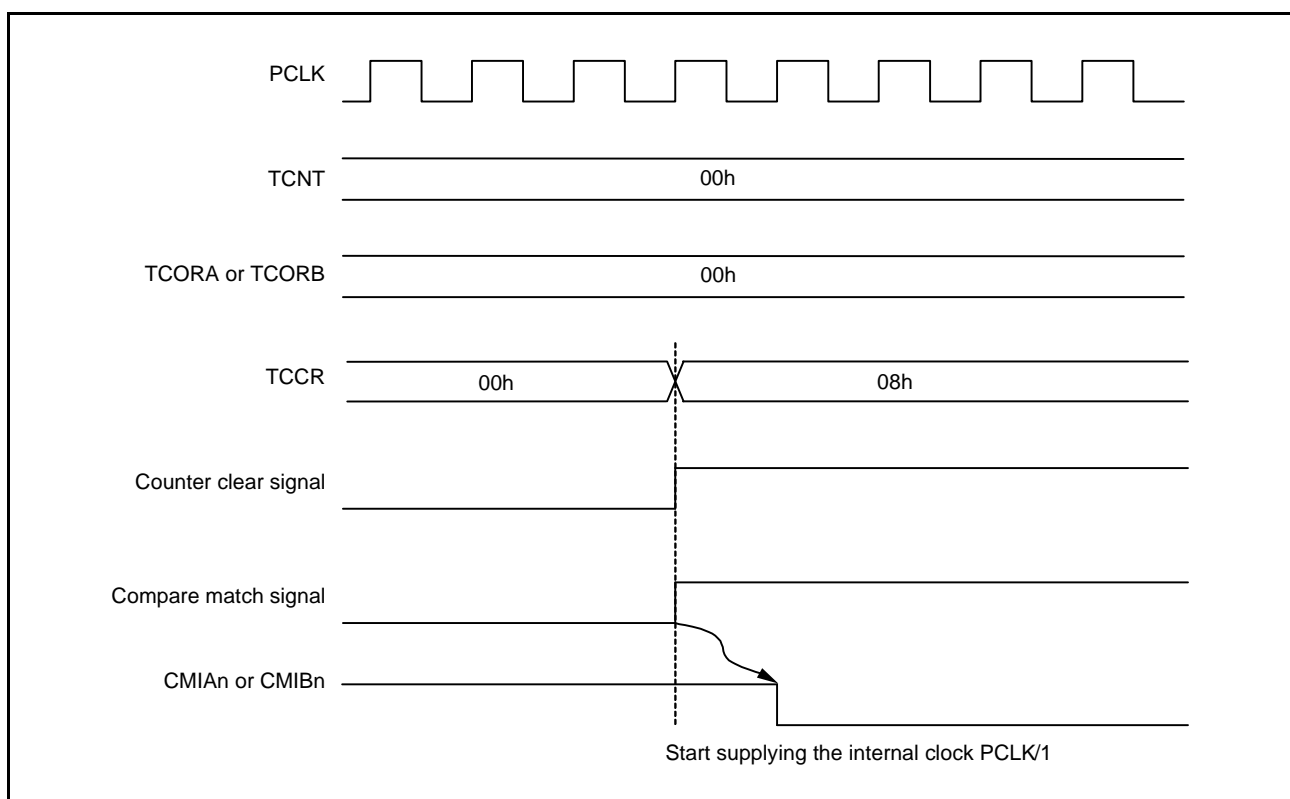 PCLK
TCNT
00h
TCORA or TCORB
00h
TCCR
00h
08h
Counter clear signal
Compare match signal
CMIAn or CMIBn
Start supplying the internal clock PCLK/1